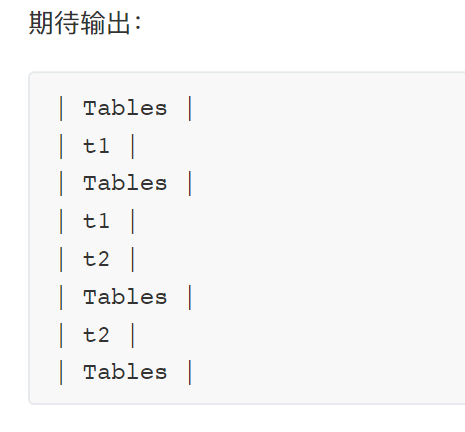 期待输出：
| Tables |
| t1 |
| Tables |
| t1 |
| t2 |
| Tables |
| t2 |
| Tables |